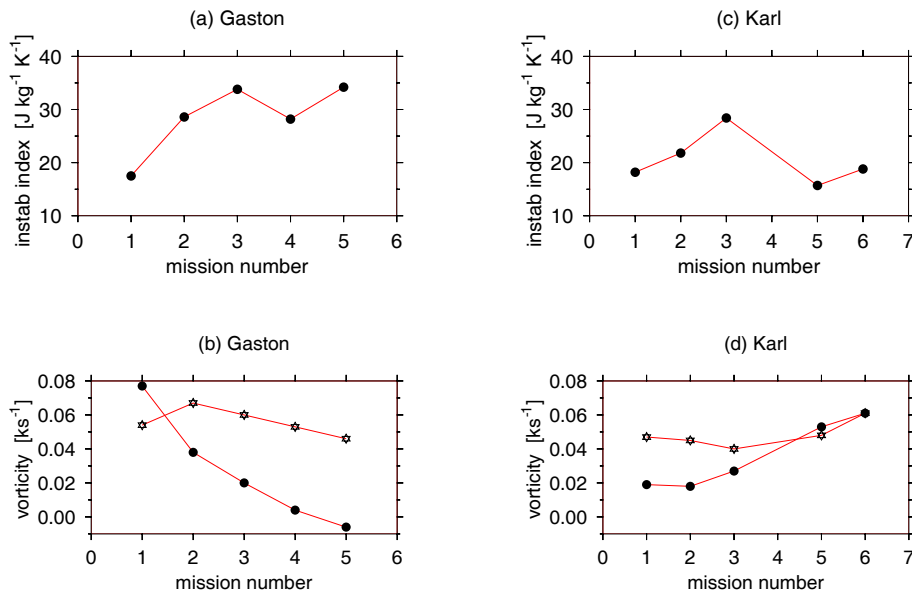 (a) Gaston
instab index [J kg⁻¹ K⁻¹]
40
30
20
10
0 1 2 3 4 5 6
mission number
(c) Karl
instab index [J kg⁻¹ K⁻¹]
40
30
20
10
0 1 2 3 4 5 6 7
mission number
(b) Gaston
vorticity [ks⁻¹]
0.08
0.06
0.04
0.02
0.00
0 1 2 3 4 5 6
mission number
(d) Karl
vorticity [ks⁻¹]
0.08
0.06
0.04
0.02
0.00
0 1 2 3 4 5 6 7
mission number